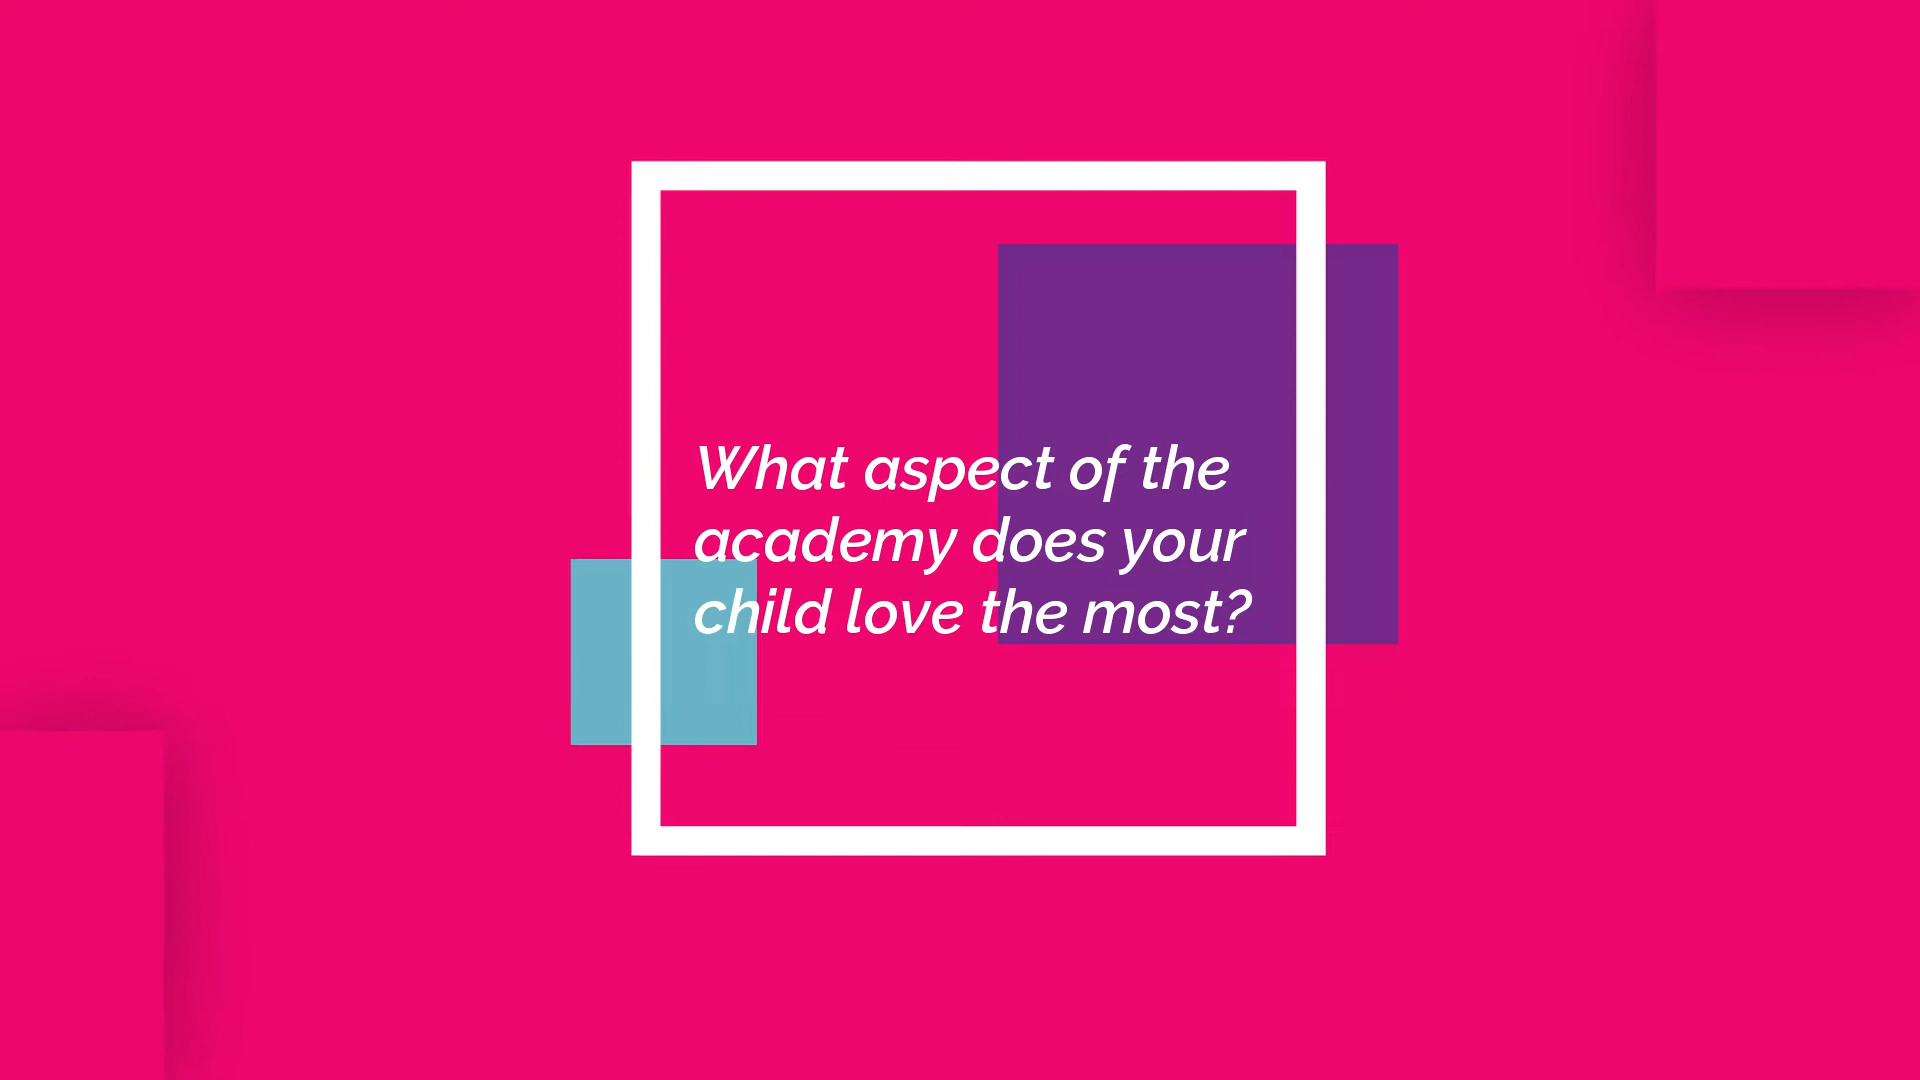 What aspect of the
academy does your
child love the most?